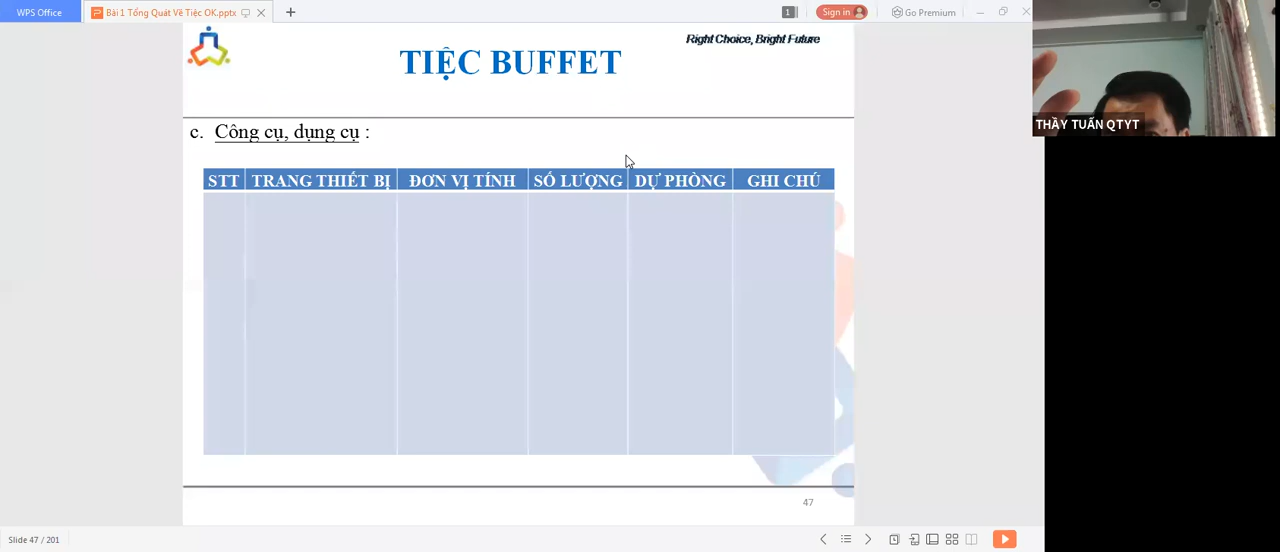 WPS Office
Bài 1 Tổng Quát Về Tiệc OK.pptx
1
Sign in
Go Premium
Right Choice, Bright Future
TIỆC BUFFET
THẦY TUẤN QTYT
c. Công cụ, dụng cụ :
STT TRANG THIẾT BỊ ĐƠN VỊ TÍNH SỐ LƯỢNG DỰ PHÒNG GHI CHÚ
47
Slide 47 / 201